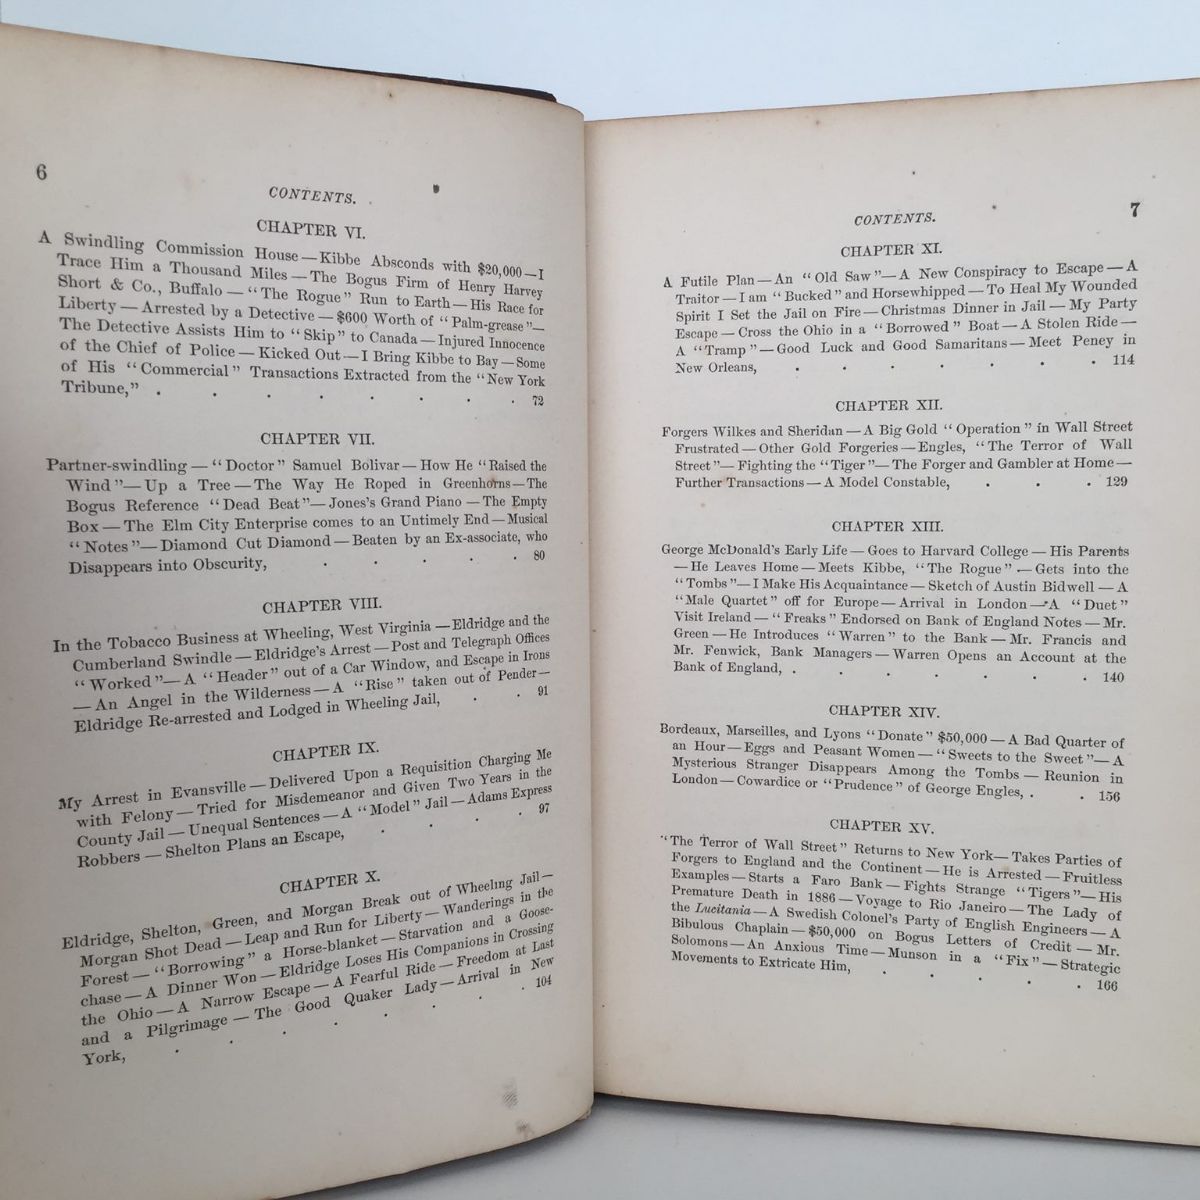 6
CONTENTS.
CHAPTER VI.
A Swindling Commission House — Kibbe Absconds with $20,000 — I
Trace Him a Thousand Miles — The Bogus Firm of Henry Harvey
Short & Co., Buffalo — "The Rogue" Run to Earth — His Race for
Liberty — Arrested by a Detective — $600 Worth of "Palm-grease" —
The Detective Assists Him to "Skip" to Canada — Injured Innocence
of the Chief of Police — Kicked Out — I Bring Kibbe to Bay — Some
of His "Commercial" Transactions Extracted from the "New York
Tribune," . . . . . . . . 72
CHAPTER VII.
Partner-swindling — "Doctor" Samuel Bolivar — How He "Raised the
Wind" — Up a Tree — The Way He Roped in Greenhorns — The
Bogus Reference "Dead Beat" — Jones's Grand Piano — The Empty
Box — The Elm City Enterprise comes to an Untimely End — Musical
"Notes" — Diamond Cut Diamond — Beaten by an Ex-associate, who
Disappears into Obscurity, . . . . 80
CHAPTER VIII.
In the Tobacco Business at Wheeling, West Virginia — Eldridge and the
Cumberland Swindle — Eldridge's Arrest — Post and Telegraph Offices
"Worked" — A "Header" out of a Car Window, and Escape in Irons
— An Angel in the Wilderness — A "Rise" taken out of Pender —
Eldridge Re-arrested and Lodged in Wheeling Jail, . . 91
CHAPTER IX.
My Arrest in Evansville — Delivered Upon a Requisition Charging Me
with Felony — Tried for Misdemeanor and Given Two Years in the
County Jail — Unequal Sentences — A "Model" Jail — Adams Express
Robbers — Shelton Plans an Escape, . . . . 97
CHAPTER X.
Eldridge, Shelton, Green, and Morgan Break out of Wheeling Jail —
Morgan Shot Dead — Leap and Run for Liberty — Wanderings in the
Forest — "Borrowing" a Horse-blanket — Starvation and a Goose-
chase — A Dinner Won — Eldridge Loses His Companions in Crossing
the Ohio — A Narrow Escape — A Fearful Ride — Freedom at Last
and a Pilgrimage — The Good Quaker Lady — Arrival in New
York, . . . . . . . . 104
7
CONTENTS.
CHAPTER XI.
A Futile Plan — An "Old Saw" — A New Conspiracy to Escape — A
Traitor — I am "Bucked" and Horsewhipped — To Heal My Wounded
Spirit I Set the Jail on Fire — Christmas Dinner in Jail — My Party
Escape — Cross the Ohio in a "Borrowed" Boat — A Stolen Ride —
A "Tramp" — Good Luck and Good Samaritans — Meet Peney in
New Orleans, . . . . . . . 114
CHAPTER XII.
Forgers Wilkes and Sheridan — A Big Gold "Operation" in Wall Street
Frustrated — Other Gold Forgeries — Engles, "The Terror of Wall
Street" — Fighting the "Tiger" — The Forger and Gambler at Home —
Further Transactions — A Model Constable, . . . 129
CHAPTER XIII.
George McDonald's Early Life — Goes to Harvard College — His Parents
— He Leaves Home — Meets Kibbe, "The Rogue" — Gets into the
"Tombs" — I Make His Acquaintance — Sketch of Austin Bidwell — A
"Male Quartet" off for Europe — Arrival in London — A "Duet"
Visit Ireland — "Freaks" Endorsed on Bank of England Notes — Mr.
Green — He Introduces "Warren" to the Bank — Mr. Francis and
Mr. Fenwick, Bank Managers — Warren Opens an Account at the
Bank of England, . . . . . . . 140
CHAPTER XIV.
Bordeaux, Marseilles, and Lyons "Donate" $50,000 — A Bad Quarter of
an Hour — Eggs and Peasant Women — "Sweets to the Sweet" — A
Mysterious Stranger Disappears Among the Tombs — Reunion in
London — Cowardice or "Prudence" of George Engles, . . 156
CHAPTER XV.
"The Terror of Wall Street" Returns to New York — Takes Parties of
Forgers to England and the Continent — He is Arrested — Fruitless
Examples — Starts a Faro Bank — Fights Strange "Tigers" — His
Premature Death in 1886 — Voyage to Rio Janeiro — The Lady of
the Lucitania — A Swedish Colonel's Party of English Engineers — A
Bibulous Chaplain — $50,000 on Bogus Letters of Credit — Mr.
Solomons — An Anxious Time — Munson in a "Fix" — Strategic
Movements to Extricate Him, . . . . . 166